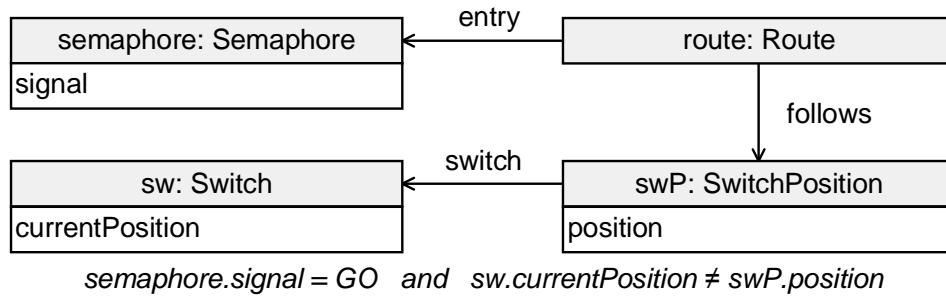 entry
semaphore: Semaphore
route: Route
signal
follows
switch
sw: Switch
swP: SwitchPosition
currentPosition
position
semaphore.signal = GO and sw.currentPosition ≠ swP.position